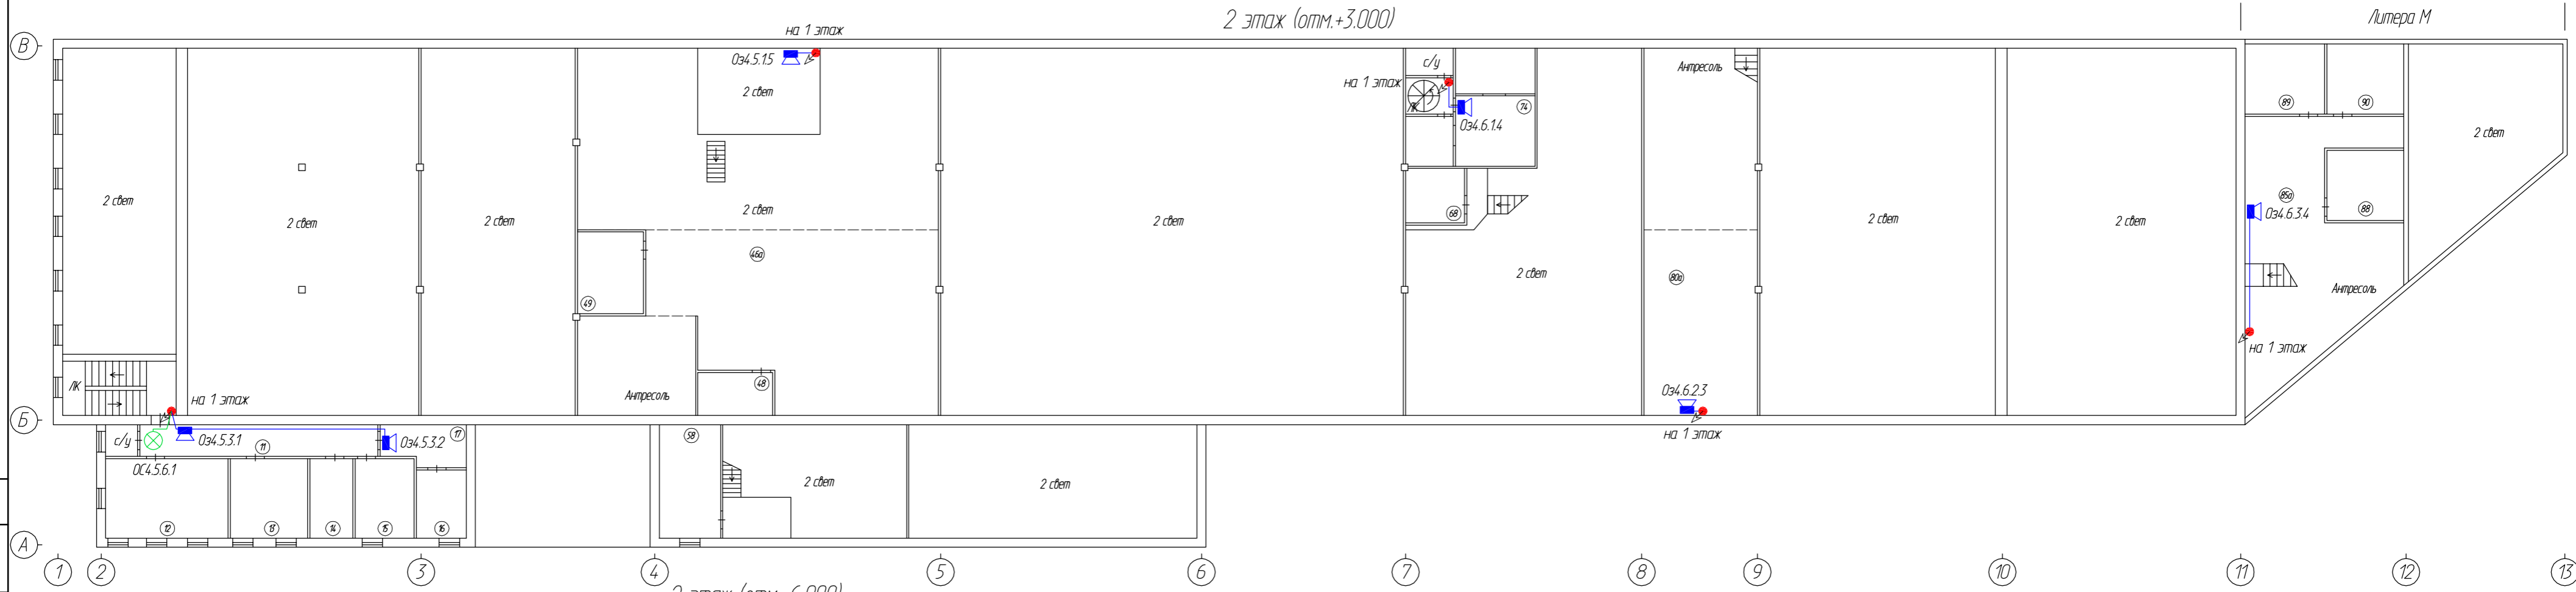 2 этаж (отм.+3.000)
Литера М
В
на 1 этаж
Оз4.5.1.5
2 свет
с/у
на 1 этаж
ЛК
Оз4.6.1.4
74
Антресоль
89
90
2 свет
2 свет
2 свет
2 свет
2 свет
2 свет
68
2 свет
2 свет
85а
88
Оз4.6.3.4
46а
49
2 свет
80а
Антресоль
на 1 этаж
ЛК
на 1 этаж
Антресоль
48
Оз4.6.2.3
на 1 этаж
Б
с/у
Оз4.5.3.1
11
Оз4.5.3.2
17
58
ОС4.5.6.1
2 свет
2 свет
12
13
14
15
16
А
1
2
3
4
5
6
7
8
9
10
11
12
13